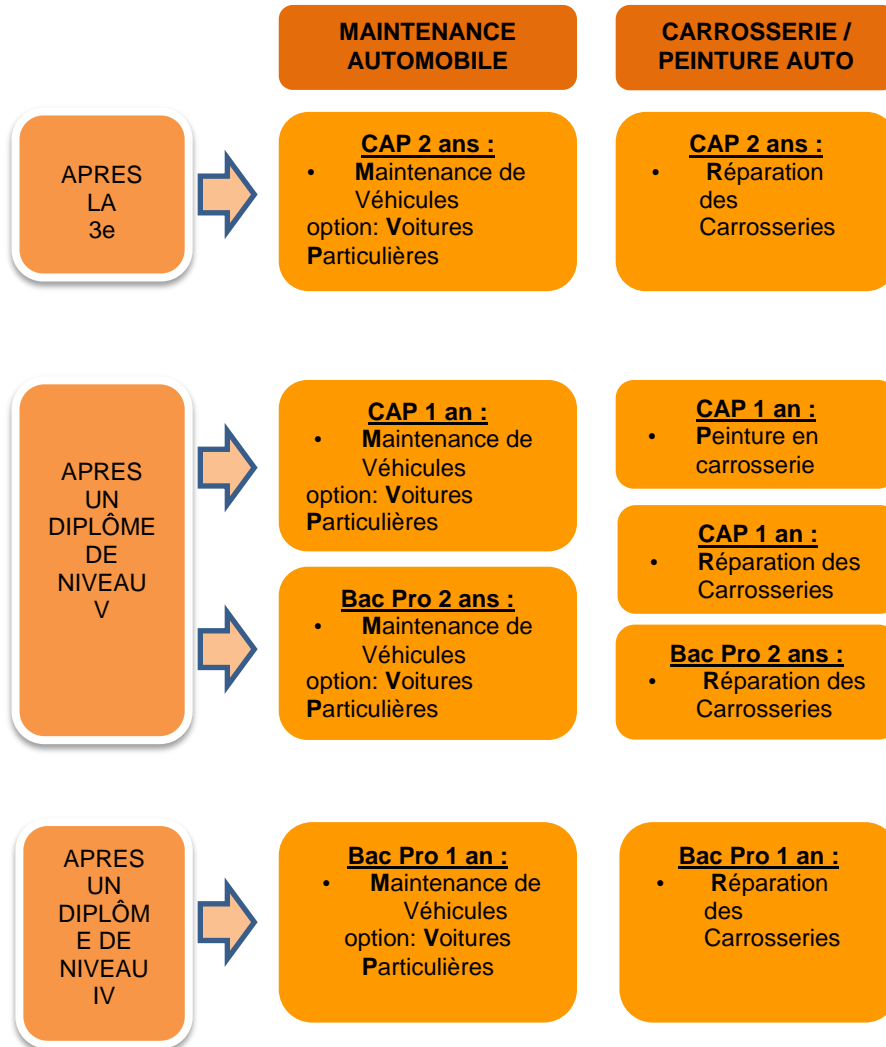 MAINTENANCE
AUTOMOBILE
CARROSSERIE /
PEINTURE AUTO
APRES
LA
3e
CAP 2 ans :
• Maintenance de
Véhicules
option: Voitures
Particulières
CAP 2 ans :
• Réparation
des
Carrosseries
APRES
UN
DIPLÔME
DE
NIVEAU
V
CAP 1 an :
• Maintenance de
Véhicules
option: Voitures
Particulières
Bac Pro 2 ans :
• Maintenance de
Véhicules
option: Voitures
Particulières
CAP 1 an :
• Peinture en
carrosserie
CAP 1 an :
• Réparation des
Carrosseries
Bac Pro 2 ans :
• Réparation des
Carrosseries
APRES
UN
DIPLÔM
E DE
NIVEAU
IV
Bac Pro 1 an :
• Maintenance de
Véhicules
option: Voitures
Particulières
Bac Pro 1 an :
• Réparation
des
Carrosseries